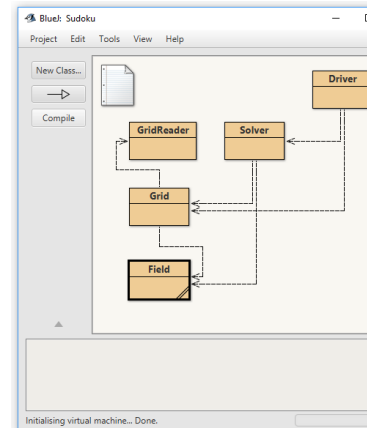 BlueJ: Sudoku
Project Edit Tools View Help
New Class...
Compile
Driver
GridReader
Solver
Grid
Field
Initialising virtual machine... Done.